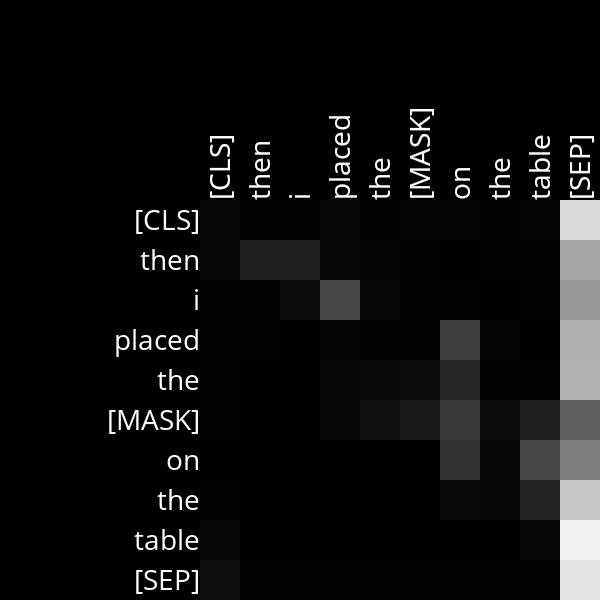 [CLS]
then
i
placed
the
[MASK]
on
the
table
[SEP]
[CLS]
then
i
placed
the
[MASK]
on
the
table
[SEP]